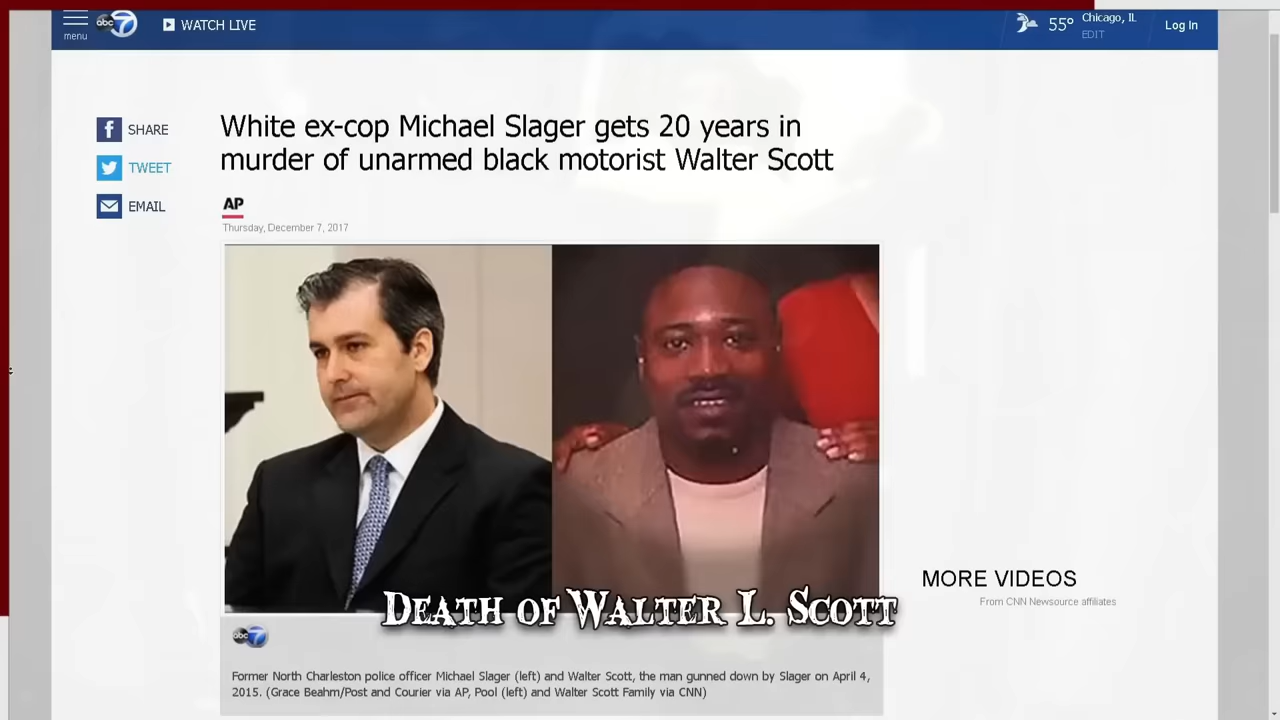 menu
abc 7
WATCH LIVE
55°
Chicago, IL
EDIT
Log In
f SHARE
TWEET
EMAIL
White ex-cop Michael Slager gets 20 years in
murder of unarmed black motorist Walter Scott
AP
Thursday, December 7, 2017
DEATH OF WALTER L. SCOTT
MORE VIDEOS
From CNN Newsource affiliates
abc 7
Former North Charleston police officer Michael Slager (left) and Walter Scott, the man gunned down by Slager on April 4,
2015. (Grace Beahm/Post and Courier via AP, Pool (left) and Walter Scott Family via CNN)